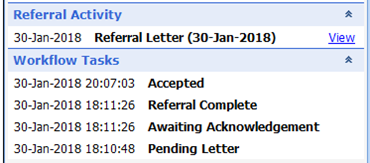 Referral Activity
30-Jan-2018 Referral Letter (30-Jan-2018) View
Workflow Tasks
30-Jan-2018 20:07:03 Accepted
30-Jan-2018 18:11:26 Referral Complete
30-Jan-2018 18:11:26 Awaiting Acknowledgement
30-Jan-2018 18:10:48 Pending Letter